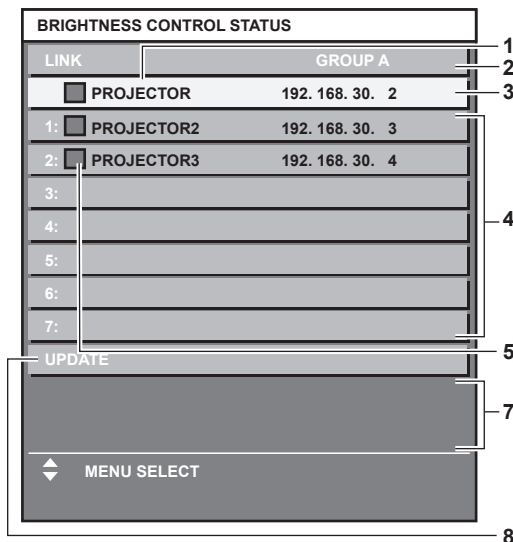 BRIGHTNESS CONTROL STATUS
LINK GROUP A
PROJECTOR 192. 168. 30. 2
1: PROJECTOR2 192. 168. 30. 3
2: PROJECTOR3 192. 168. 30. 4
3:
4:
5:
6:
7:
UPDATE
MENU SELECT
1
2
3
4
5
7
8